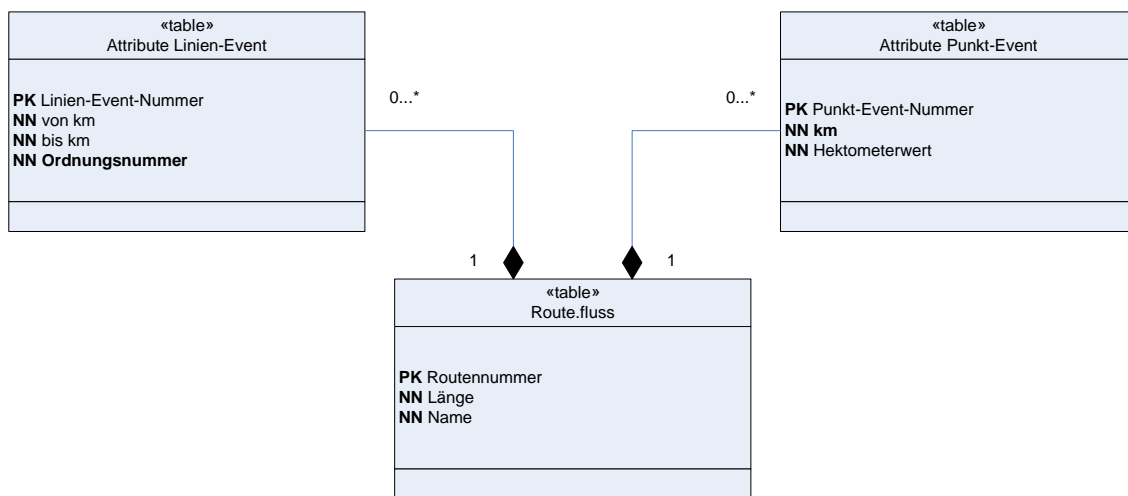 «table»
Attribute Linien-Event
PK Linien-Event-Nummer
NN von km
NN bis km
NN Ordnungsnummer
0...*
0...*
«table»
Attribute Punkt-Event
PK Punkt-Event-Nummer
NN km
NN Hektometerwert
1
1
«table»
Route.fluss
PK Routennummer
NN Länge
NN Name